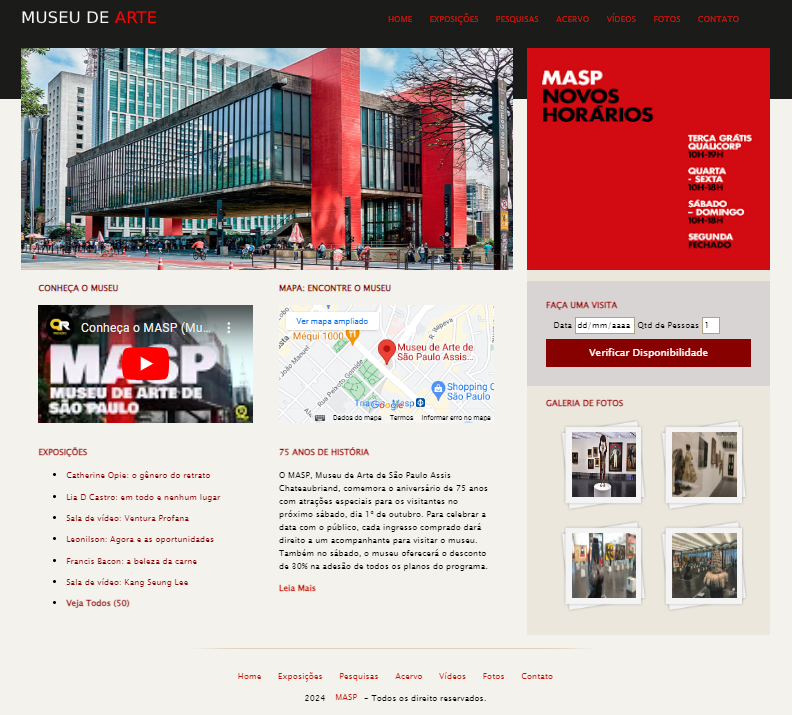 MUSEU DE ARTE
HOME EXPOSIÇÕES PESQUISAS ACERVO VÍDEOS FOTOS CONTATO
MASP
NOVOS
HORÁRIOS
TERÇA GRÁTIS
QUALICORP
10H-19H
QUARTA
- SEXTA
10H-18H
SÁBADO
– DOMINGO
10H-18H
SEGUNDA
FECHADO
CONHEÇA O MUSEU
Conheça o MASP (Mu...
MASP
MUSEU DE ARTE DE
SÃO PAULO
MAPA: ENCONTRE O MUSEU
Ver mapa ampliado
Méqui 1000
R. Itapeva
Museu de Arte de
São Paulo Assis...
João Manuel
Rua Peixoto Gomide
Shopping C
São Paulo
Trianon-Masp
Google
Dados do mapa Termos Informar erro no mapa
FAÇA UMA VISITA
Data dd/mm/aaaa Qtd de Pessoas 1
Verificar Disponibilidade
EXPOSIÇÕES
Catherine Opie: o gênero do retrato
Lia D Castro: em todo e nenhum lugar
Sala de vídeo: Ventura Profana
Leonilson: Agora e as oportunidades
Francis Bacon: a beleza da carne
Sala de vídeo: Kang Seung Lee
Veja Todos (50)
75 ANOS DE HISTÓRIA
O MASP, Museu de Arte de São Paulo Assis
Chateaubriand, comemora o aniversário de 75 anos
com atrações especiais para os visitantes no
próximo sábado, dia 1º de outubro. Para celebrar a
data com o público, cada ingresso comprado dará
direito a um acompanhante para visitar o museu.
Também no sábado, o museu oferecerá o desconto
de 30% na adesão de todos os planos do programa.
Leia Mais
GALERIA DE FOTOS
Home Exposições Pesquisas Acervo Vídeos Fotos Contato
2024 MASP – Todos os direito reservados.